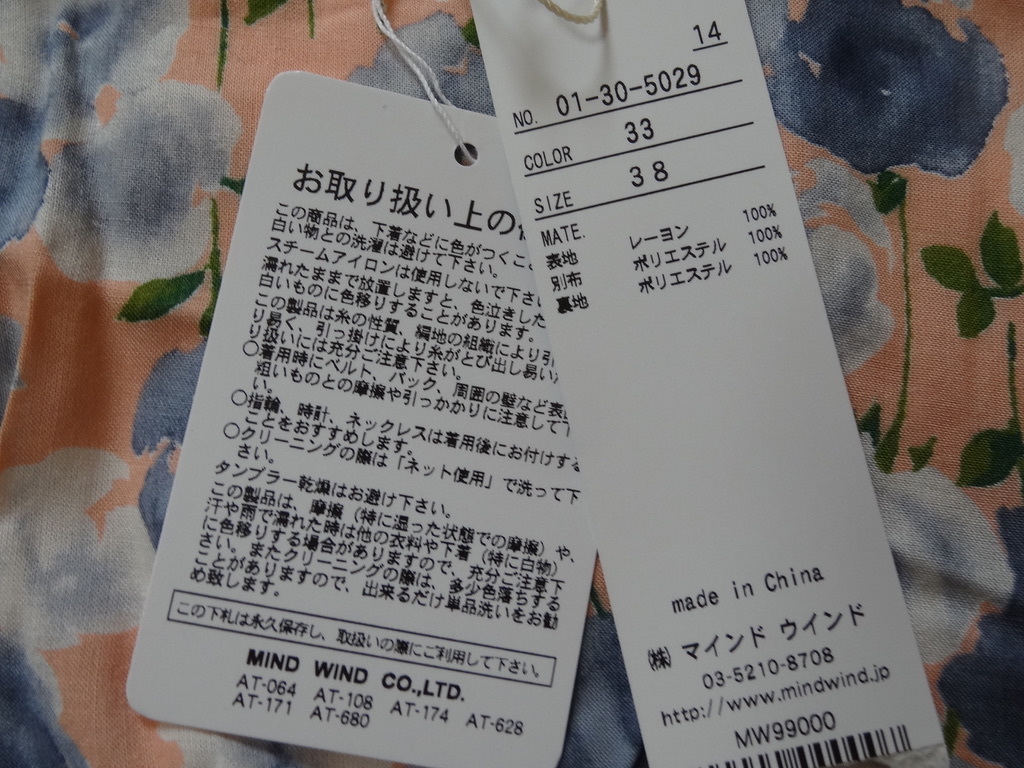 お取り扱い上の
この商品は、下着などに色がつくこ
白い物との洗濯は避けて下さい。
スチームアイロンは使用しないで下さい
濡れたままで放置しますと、色泣きした
白いものに色移りすることがあります。
この製品は糸の性質、編地の組織により引
り易く、引っ掛けにより糸がとび出し易い
り扱いには充分ご注意下さい。
○着用時にベルト、バック、周囲の壁など表
粗いものとの摩擦や引っかかりに注意して下
い。
○指輪、時計、ネックレスは着用後にお付けする
ことをおすすめします。
○クリーニングの際は「ネット使用」で洗って下
さい。
タンブラー乾燥はお避け下さい。
この製品は、摩擦（特に湿った状態での摩擦）や、
汗や雨で濡れた時は他の衣料や下着（特に白物）
に色移りする場合がありますので、充分ご注意下
さい。またクリーニングの際は、多少色落ちする
ことがありますので、出来るだけ単品洗いをお勧
め致します。
この下札は永久保存し、取扱いの際にご利用して下さい。
MIND WIND CO.,LTD.
AT-064 AT-108 AT-174 AT-628
AT-171 AT-680
14
NO. 01-30-5029
COLOR 33
SIZE 38
MATE.
表地 レーヨン 100%
別布 ポリエステル 100%
裏地 ポリエステル 100%
made in China
㈱ マインド ウインド
03-5210-8708
http://www.mindwind.jp
MW99000